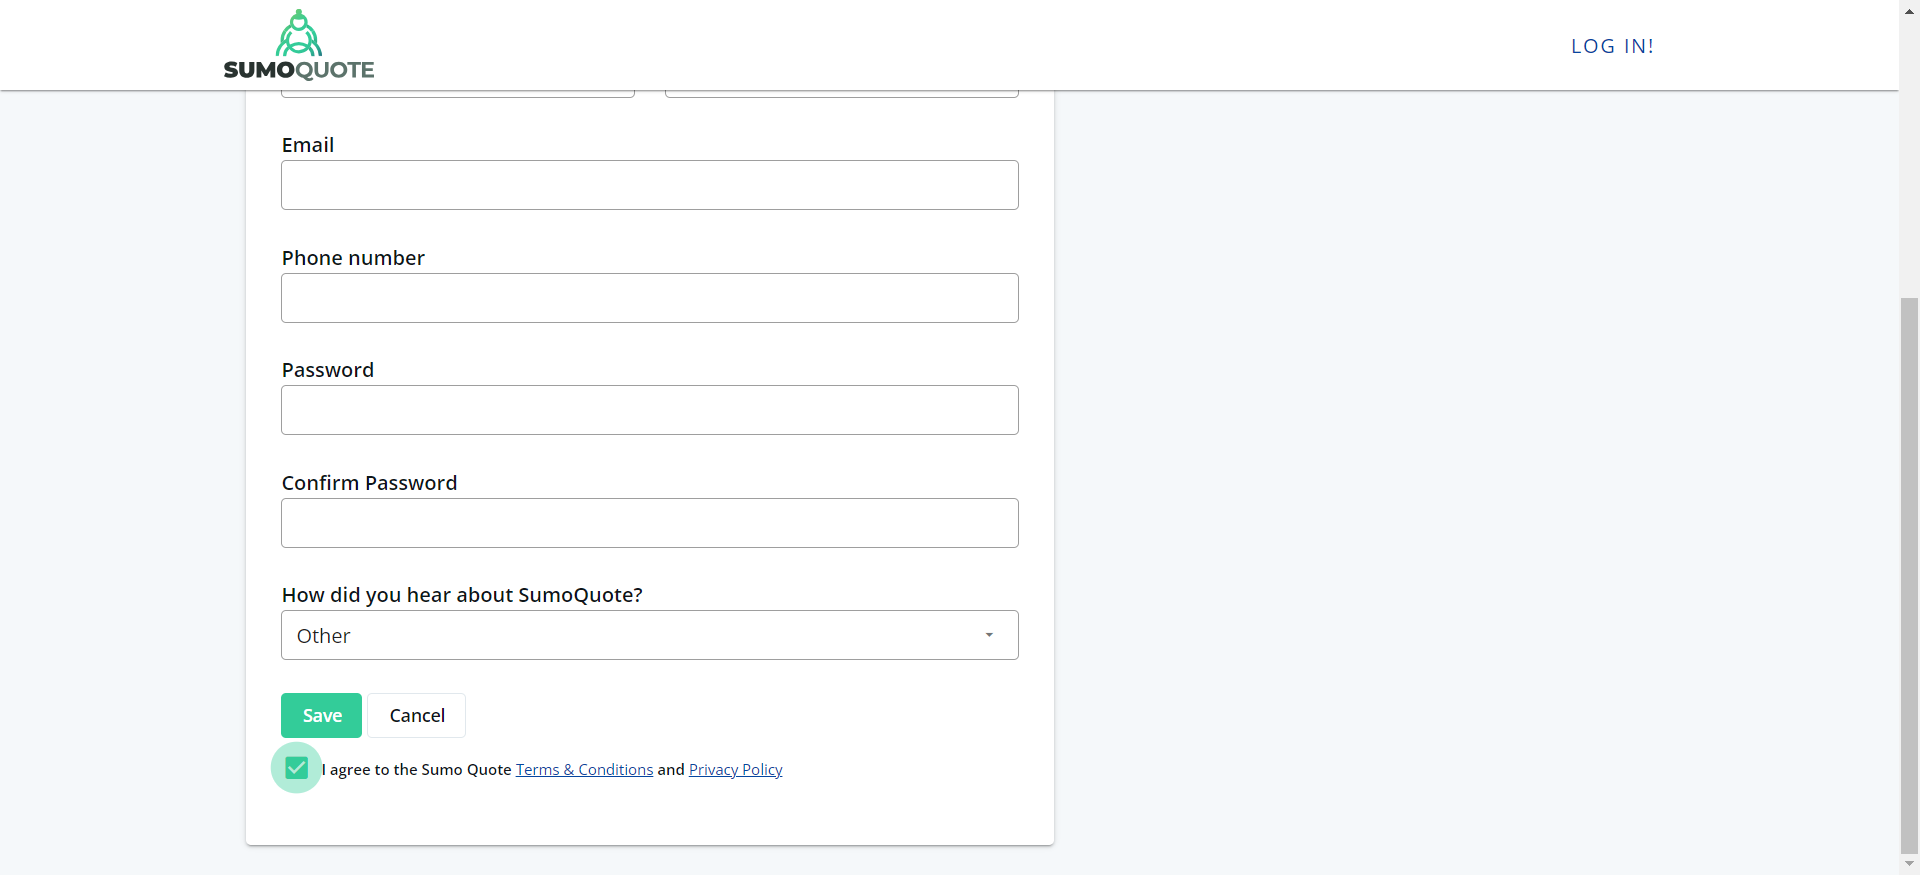 SUMOQUOTE
LOG IN!
Email
Phone number
Password
Confirm Password
How did you hear about SumoQuote?
Other
Save Cancel
I agree to the Sumo Quote Terms & Conditions and Privacy Policy